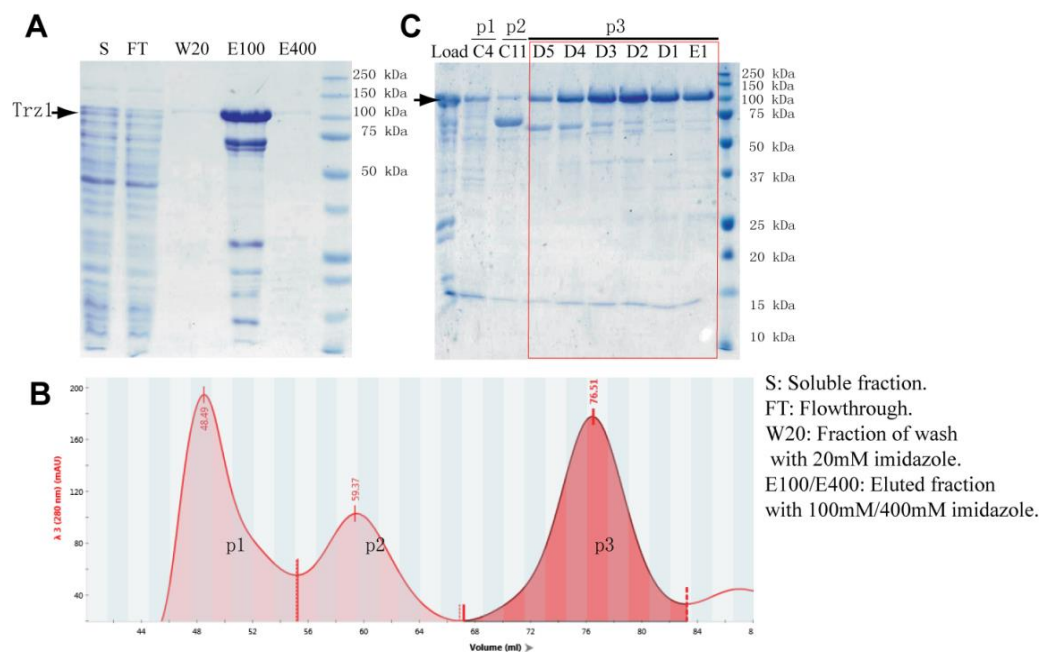 A
S FT W20 E100 E400
Trz1
250 kDa
150 kDa
100 kDa
75 kDa
50 kDa
C
p1 p2 p3
Load C4 C11 D5 D4 D3 D2 D1 E1
250 kDa
150 kDa
100 kDa
75 kDa
50 kDa
37 kDa
25 kDa
20 kDa
15 kDa
10 kDa
B
λ 3 (280 nm) (mAU)
200
160
120
80
40
48.49
59.37
76.51
p1
p2
p3
44 48 52 56 60 64 68 72 76 80 84 8
Volume (ml)
S: Soluble fraction.
FT: Flowthrough.
W20: Fraction of wash
with 20mM imidazole.
E100/E400: Eluted fraction
with 100mM/400mM imidazole.